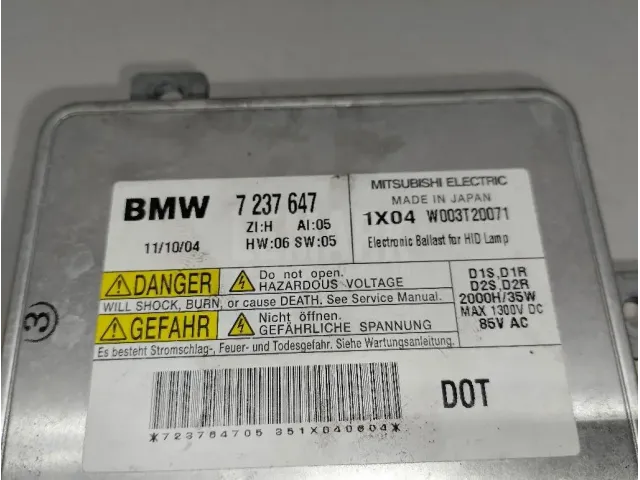 BMW 7 237 647
ZI:H AI:05
11/10/04 HW:06 SW:05
MITSUBISHI ELECTRIC
MADE IN JAPAN
1X04 W003T20071
Electronic Ballast for HID Lamp
DANGER Do not open.
HAZARDOUS VOLTAGE
WILL SHOCK, BURN, or cause DEATH. See Service Manual.
GEFAHR Nicht öffnen.
GEFÄHRLICHE SPANNUNG
Es besteht Stromschlag-, Feuer- und Todesgefahr. Siehe Wartungsanleitung.
D1S,D1R
D2S,D2R
2000H/35W
MAX 1300V DC
85V AC
*723764705 351X040604*
DOT
(3)